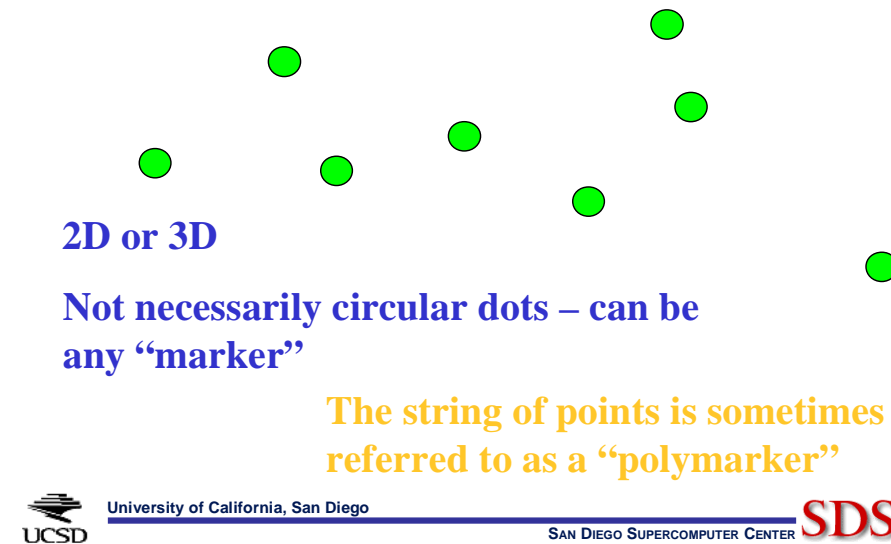 2D or 3D
Not necessarily circular dots – can be
any “marker”
The string of points is sometimes
referred to as a “polymarker”
University of California, San Diego
SAN DIEGO SUPERCOMPUTER CENTER
SDS
UCSD